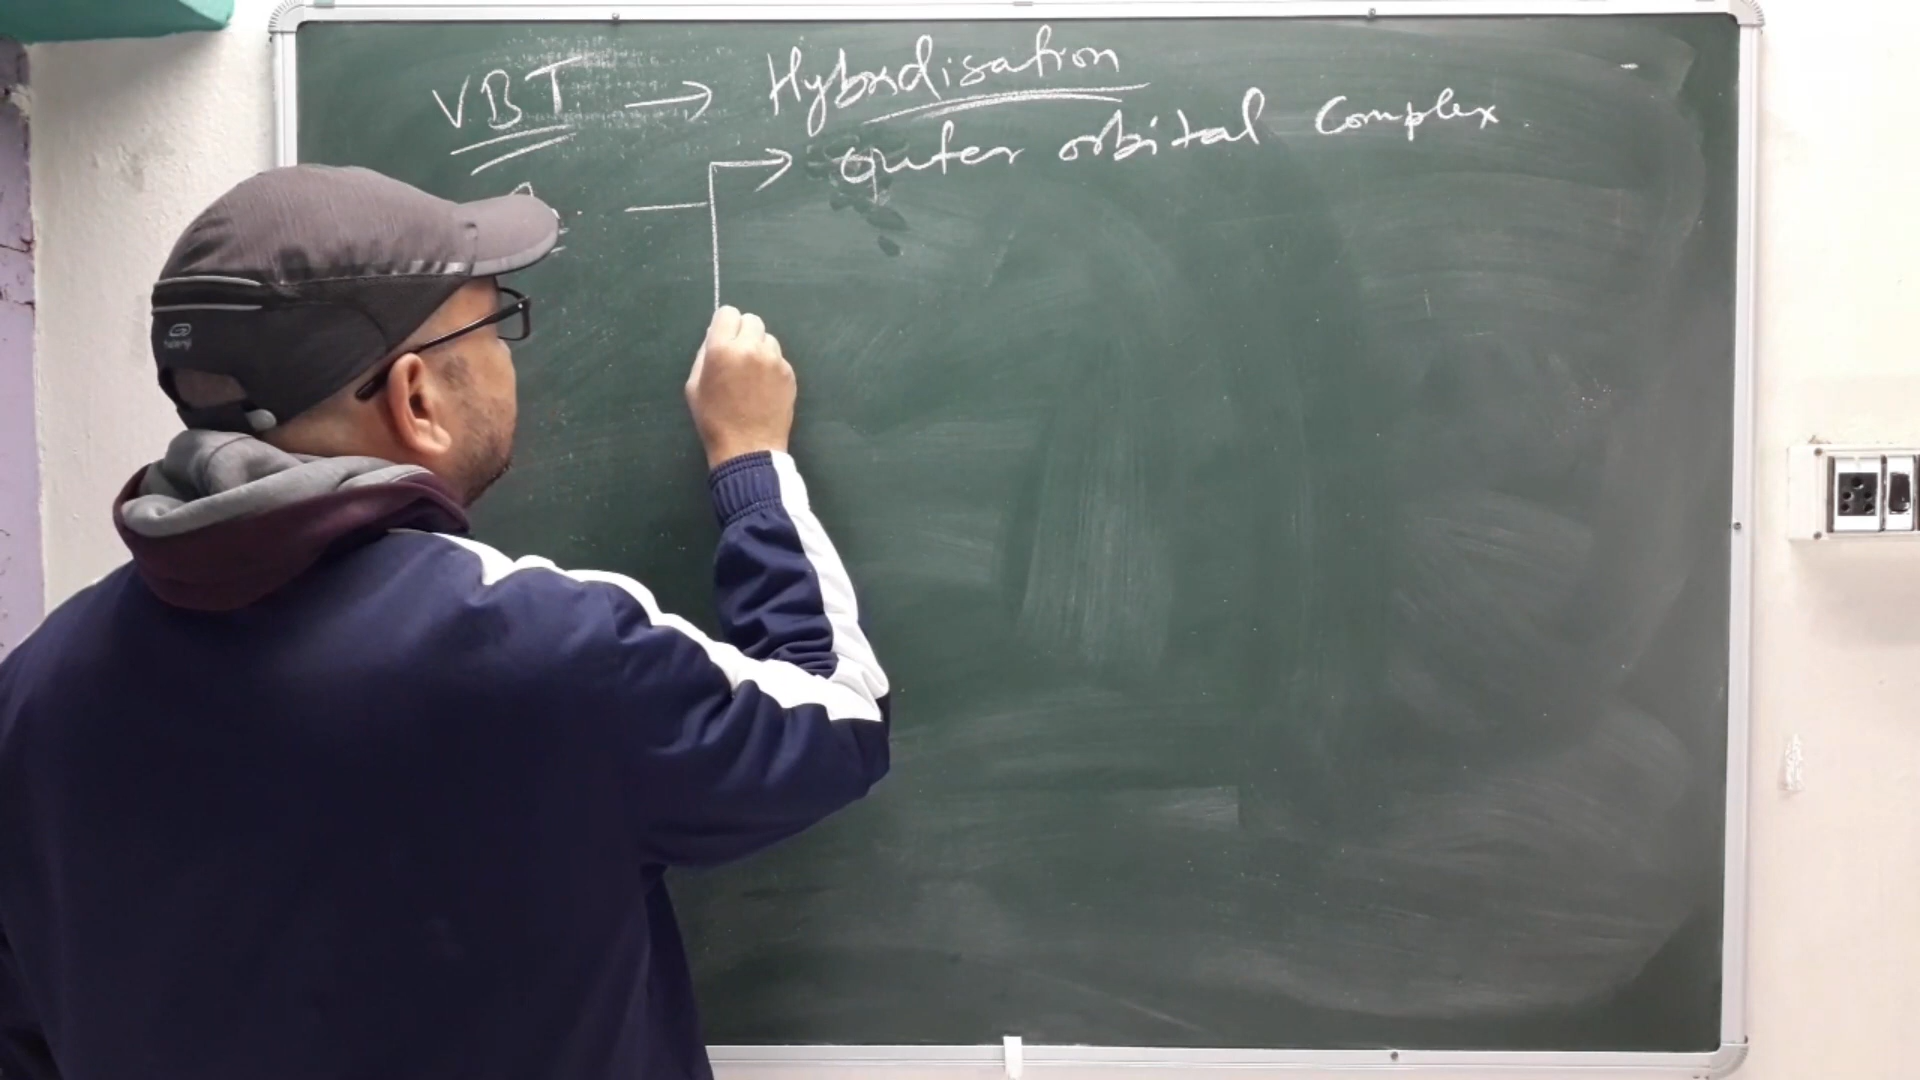 VBT → Hybridisation
→ outer orbital Complex.